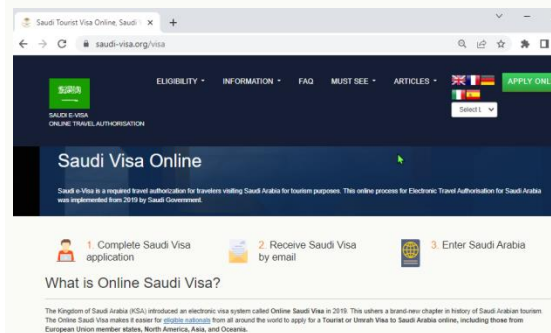 Saudi Tourist Visa Online, Saudi
saudi-visa.org/visa
ELIGIBILITY INFORMATION FAQ MUST SEE ARTICLES APPLY ONL
Select L
SAUDI E-VISA
ONLINE TRAVEL AUTHORISATION
Saudi Visa Online
Saudi e-Visa is a required travel authorization for travelers visiting Saudi Arabia for tourism purposes. This online process for Electronic Travel Authorisation for Saudi Arabia
was implemented from 2019 by Saudi Government.
1. Complete Saudi Visa
application
2. Receive Saudi Visa
by email
3. Enter Saudi Arabia
What is Online Saudi Visa?
The Kingdom of Saudi Arabia (KSA) introduced an electronic visa system called Online Saudi Visa in 2019. This ushers a brand-new chapter in history of Saudi Arabian tourism.
The Online Saudi Visa makes it easier for eligible nationals from all around the world to apply for a Tourist or Umrah Visa to Saudi Arabia online, including those from
European Union member states, North America, Asia, and Oceania.